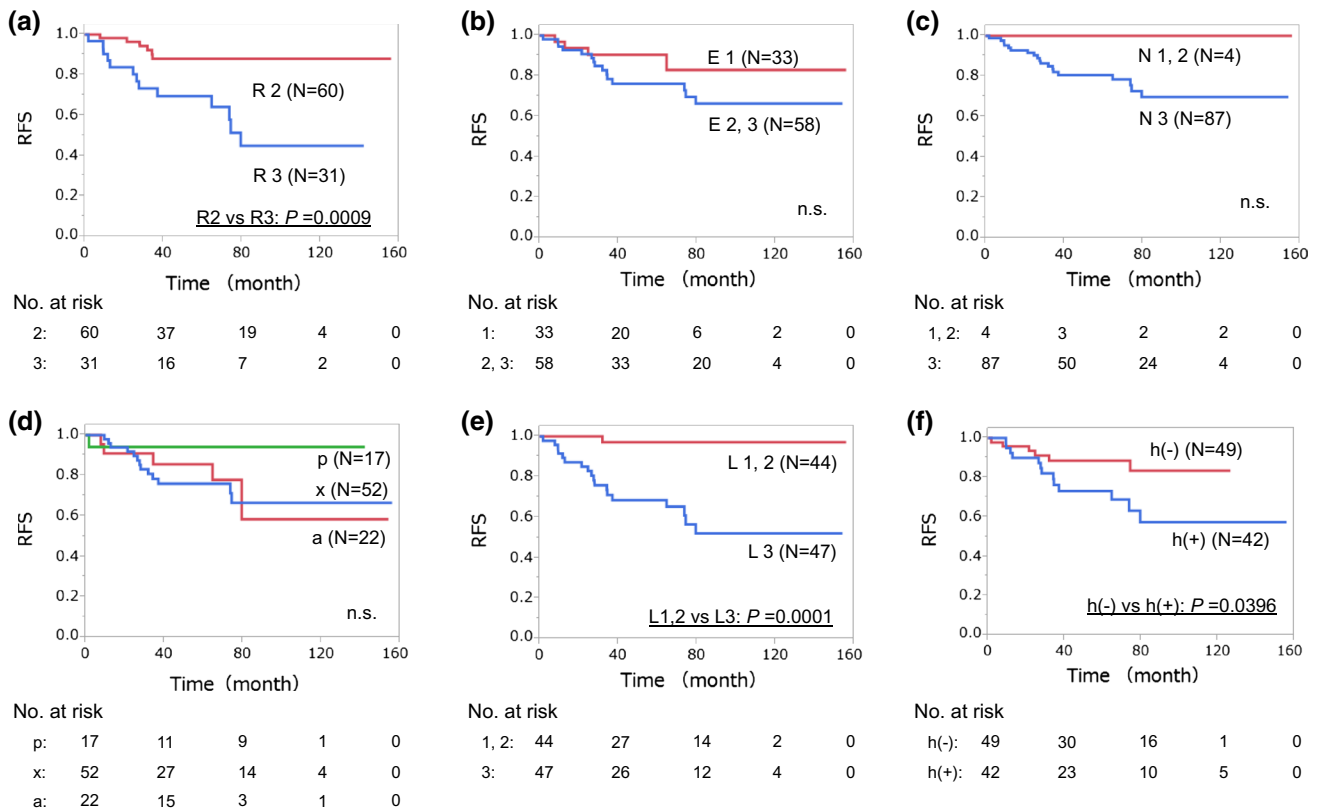 (a)
1.0
0.8
0.6
0.4
0.2
0.0
RFS
R 2 (N=60)
R 3 (N=31)
R2 vs R3: P =0.0009
0 40 80 120 160
Time (month)
No. at risk
2: 60 37 19 4 0
3: 31 16 7 2 0
(b)
1.0
0.8
0.6
0.4
0.2
0.0
RFS
E 1 (N=33)
E 2, 3 (N=58)
n.s.
0 40 80 120 160
Time (month)
No. at risk
1: 33 20 6 2 0
2, 3: 58 33 20 4 0
(c)
1.0
0.8
0.6
0.4
0.2
0.0
RFS
N 1, 2 (N=4)
N 3 (N=87)
n.s.
0 40 80 120 160
Time (month)
No. at risk
1, 2: 4 3 2 2 0
3: 87 50 24 4 0
(d)
1.0
0.8
0.6
0.4
0.2
0.0
RFS
p (N=17)
x (N=52)
a (N=22)
n.s.
0 40 80 120 160
Time (month)
No. at risk
p: 17 11 9 1 0
x: 52 27 14 4 0
a: 22 15 3 1 0
(e)
1.0
0.8
0.6
0.4
0.2
0.0
RFS
L 1, 2 (N=44)
L 3 (N=47)
L1,2 vs L3: P =0.0001
0 40 80 120 160
Time (month)
No. at risk
1, 2: 44 27 14 2 0
3: 47 26 12 4 0
(f)
1.0
0.8
0.6
0.4
0.2
0.0
RFS
h(-) (N=49)
h(+) (N=42)
h(-) vs h(+): P =0.0396
0 40 80 120 160
Time (month)
No. at risk
h(-): 49 30 16 1 0
h(+): 42 23 10 5 0